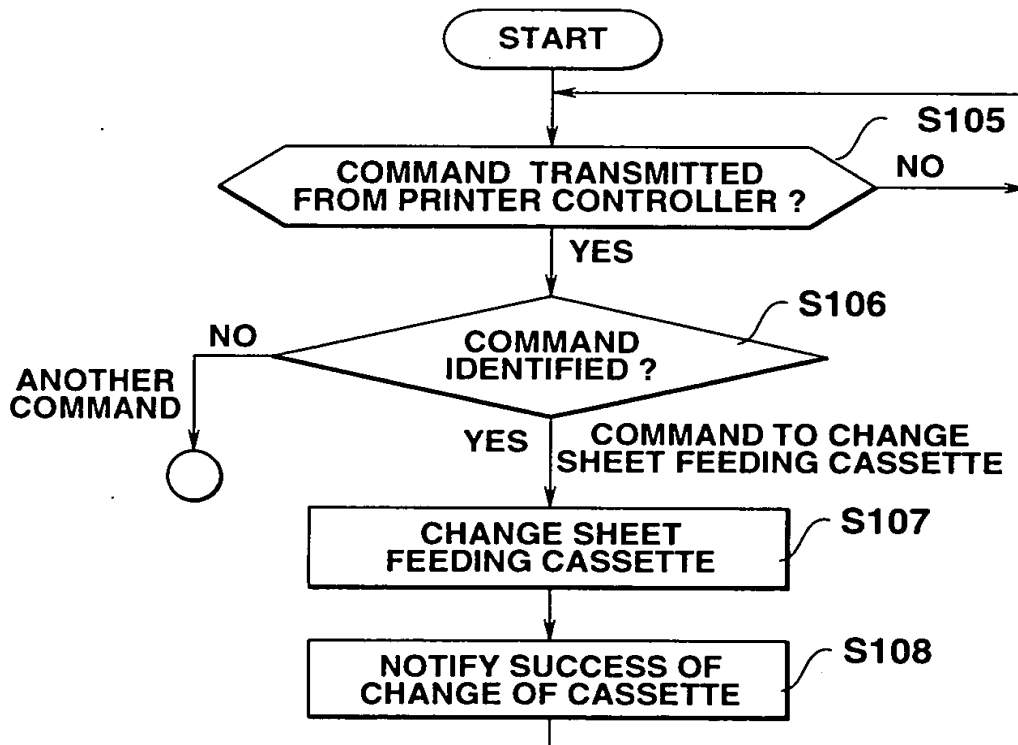 START
S105
COMMAND TRANSMITTED
FROM PRINTER CONTROLLER ?
NO
YES
S106
NO
COMMAND
IDENTIFIED ?
ANOTHER
COMMAND
YES
COMMAND TO CHANGE
SHEET FEEDING CASSETTE
S107
CHANGE SHEET
FEEDING CASSETTE
S108
NOTIFY SUCCESS OF
CHANGE OF CASSETTE